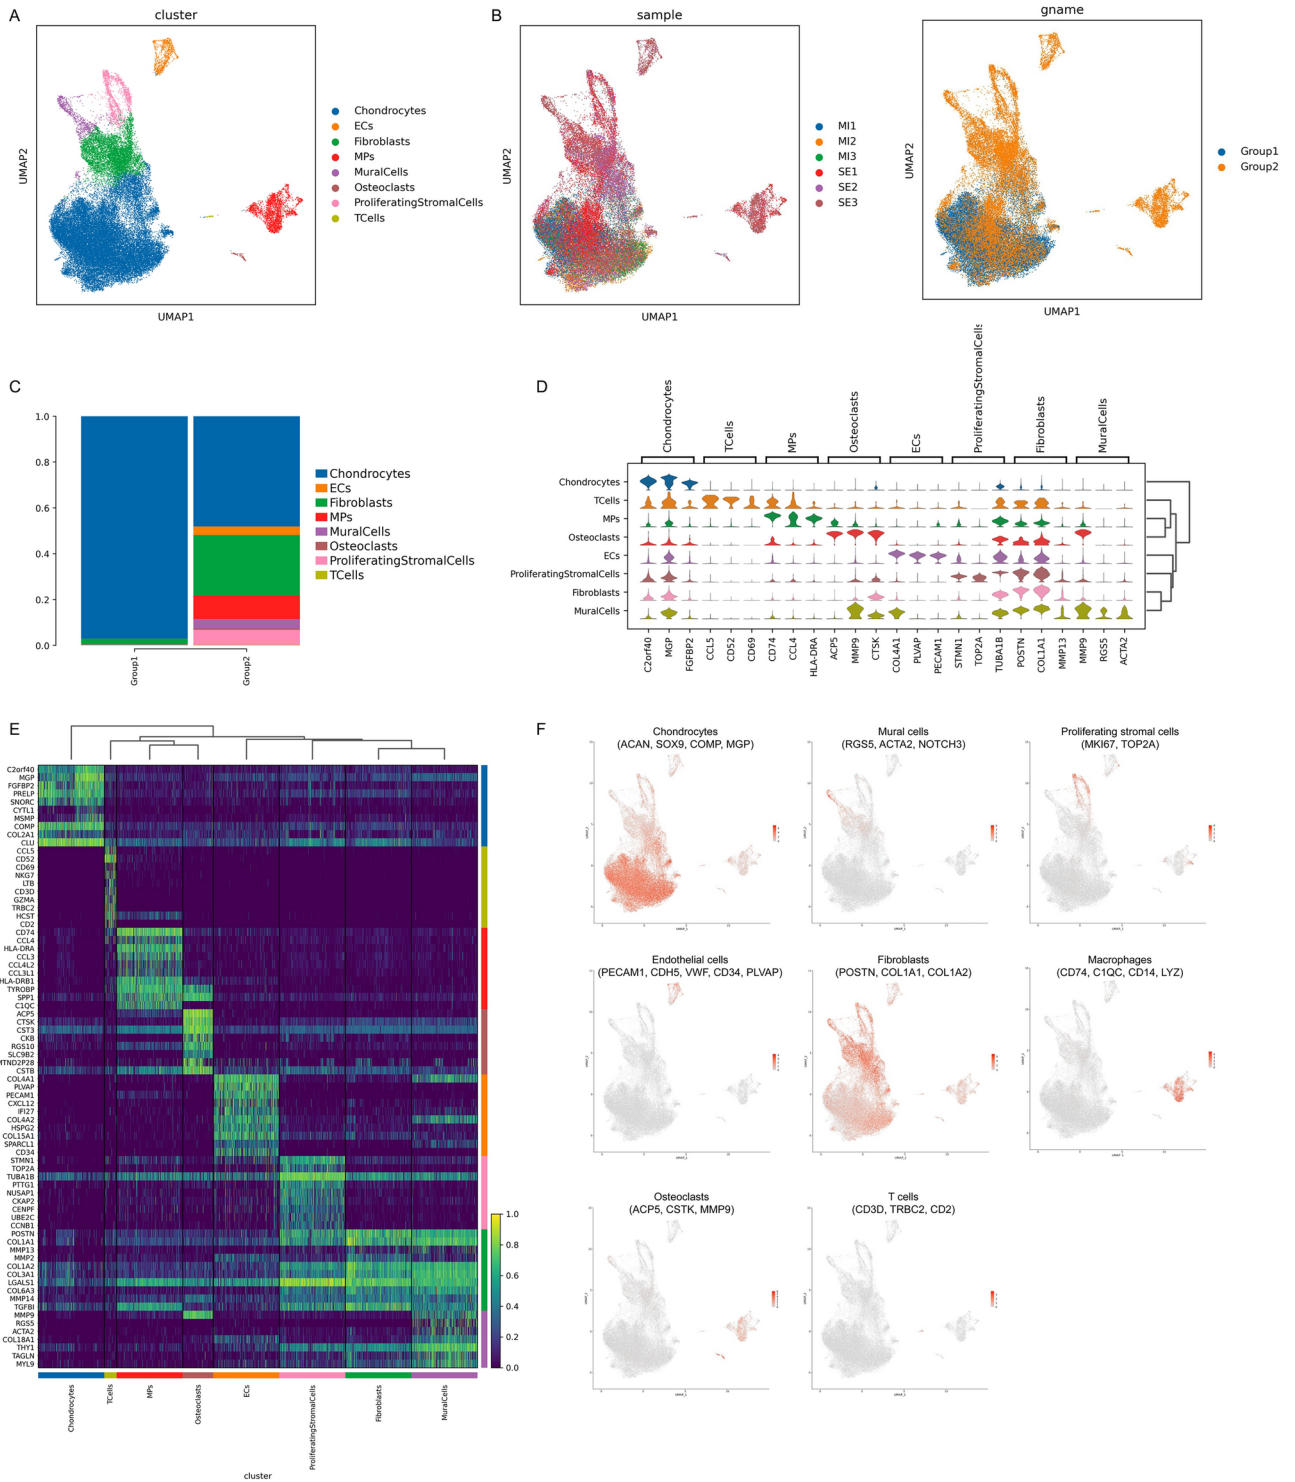 A
cluster
UMAP2
UMAP1
Chondrocytes
ECs
Fibroblasts
MPs
MuralCells
Osteoclasts
ProliferatingStromalCells
TCells
B
sample
UMAP2
UMAP1
MI1
MI2
MI3
SE1
SE2
SE3
gname
UMAP2
UMAP1
Group1
Group2
C
1.0
0.8
0.6
0.4
0.2
0.0
Group1
Group2
Chondrocytes
ECs
Fibroblasts
MPs
MuralCells
Osteoclasts
ProliferatingStromalCells
TCells
D
Chondrocytes
TCells
MPs
Osteoclasts
ECs
ProliferatingStromalCells
Fibroblasts
MuralCells
Chondrocytes
TCells
MPs
Osteoclasts
ECs
ProliferatingStromalCells
Fibroblasts
MuralCells
C2orf40
MGP
FGFBP2
CCL5
CD52
CD69
CD74
CCL4
HLA-DRA
ACP5
MMP9
CTSK
COL4A1
PLVAP
PECAM1
STMN1
TOP2A
TUBA1B
POSTN
COL1A1
MMP13
MMP9
RGS5
ACTA2
E
C2orf40
MGP
FGFBP2
PRELP
SNORC
CYTL1
MSMP
COMP
COL2A1
CLU
CCL5
CD52
CD69
NKG7
LTB
CD3D
GZMA
TRBC2
HCST
CD2
CD74
CCL4
HLA-DRA
CCL3
CCL4L2
CCL3L1
HLA-DRB1
TYROBP
SPP1
C1QC
ACP5
CTSK
CST3
CKB
RGS10
SLC9B2
MTND2P28
CSTB
COL4A1
PLVAP
PECAM1
CXCL12
IFI27
COL4A2
HSPG2
COL15A1
SPARCL1
CD34
STMN1
TOP2A
TUBA1B
PTTG1
NUSAP1
CKAP2
CENPF
UBE2C
CCNB1
POSTN
COL1A1
MMP13
MMP2
COL1A2
COL3A1
LGALS1
COL6A3
MMP14
TGFBI
MMP9
RGS5
ACTA2
COL18A1
THY1
TAGLN
MYL9
1.0
0.8
0.6
0.4
0.2
0.0
Chondrocytes
TCells
MPs
Osteoclasts
ECs
ProliferatingStromalCells
Fibroblasts
MuralCells
cluster
F
Chondrocytes
(ACAN, SOX9, COMP, MGP)
Mural cells
(RGS5, ACTA2, NOTCH3)
Proliferating stromal cells
(MKI67, TOP2A)
Endothelial cells
(PECAM1, CDH5, VWF, CD34, PLVAP)
Fibroblasts
(POSTN, COL1A1, COL1A2)
Macrophages
(CD74, C1QC, CD14, LYZ)
Osteoclasts
(ACP5, CSTK, MMP9)
T cells
(CD3D, TRBC2, CD2)